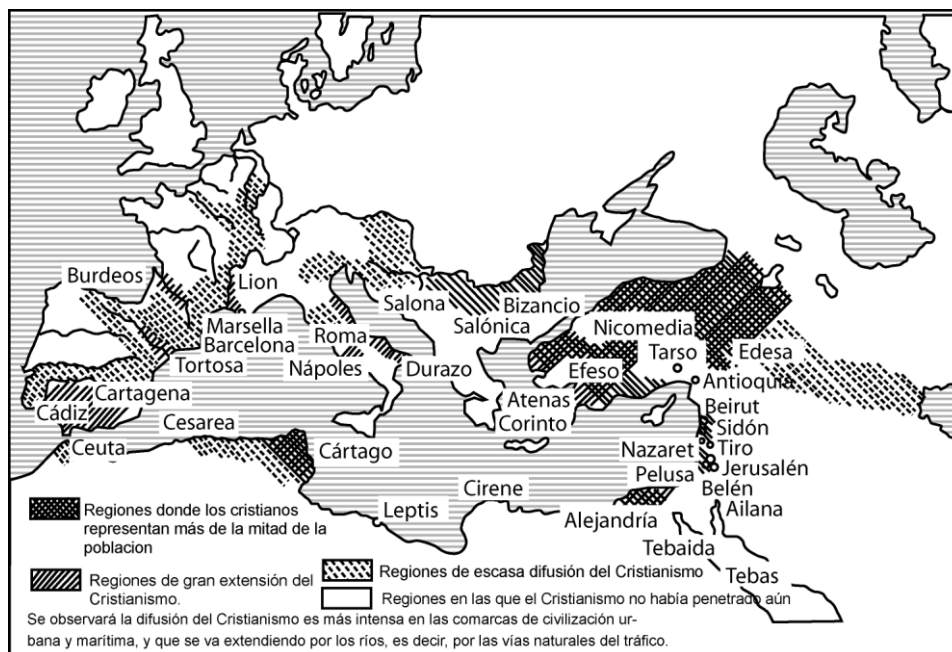 Burdeos
Lion
Salona
Bizancio
Marsella
Roma
Salónica
Nicomedia
Barcelona
Tarso
Edesa
Tortosa
Nápoles
Durazo
Efeso
Antioquía
Cartagena
Atenas
Beirut
Cádiz
Cesarea
Corinto
Sidón
Ceuta
Cártago
Nazaret
Tiro
Pelusa
Jerusalén
Cirene
Belén
Leptis
Alejandría
Ailana
Tebaida
Tebas
Regiones donde los cristianos
representan más de la mitad de la
poblacion
Regiones de gran extensión del
Cristianismo.
Regiones de escasa difusión del Cristianismo
Regiones en las que el Cristianismo no había penetrado aún
Se observará la difusión del Cristianismo es más intensa en las comarcas de civilización ur-
bana y marítima, y que se va extendiendo por los ríos, es decir, por las vías naturales del tráfico.